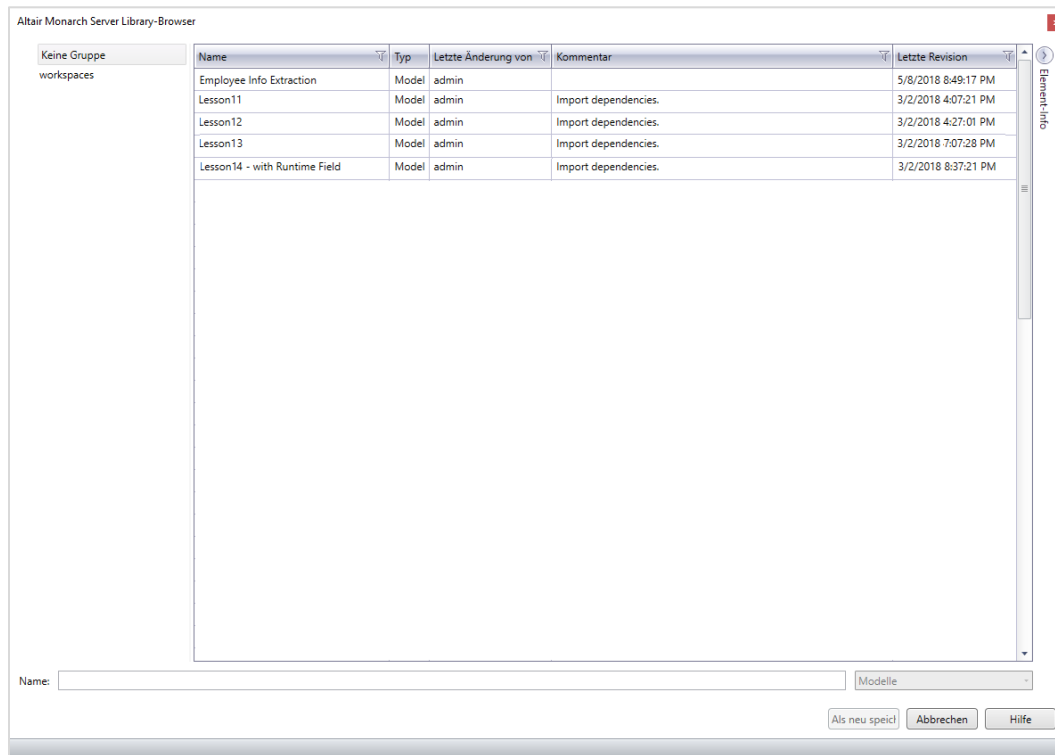 Altair Monarch Server Library-Browser
Keine Gruppe
workspaces
Name Typ Letzte Änderung von Kommentar Letzte Revision
Employee Info Extraction Model admin 5/8/2018 8:49:17 PM
Lesson11 Model admin Import dependencies. 3/2/2018 4:07:21 PM
Lesson12 Model admin Import dependencies. 3/2/2018 4:27:01 PM
Lesson13 Model admin Import dependencies. 3/2/2018 7:07:28 PM
Lesson14 - with Runtime Field Model admin Import dependencies. 3/2/2018 8:37:21 PM
Element-Info
Name: Modelle
Als neu speicl Abbrechen Hilfe